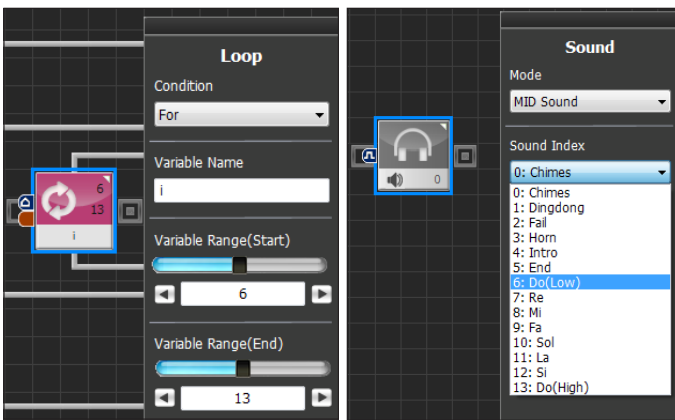 Loop
Condition
For
Variable Name
i
Variable Range(Start)
6
Variable Range(End)
13
6
13
i
Sound
Mode
MID Sound
Sound Index
0: Chimes
0: Chimes
1: Dingdong
2: Fail
3: Horn
4: Intro
5: End
6: Do(Low)
7: Re
8: Mi
9: Fa
10: Sol
11: La
12: Si
13: Do(High)
0